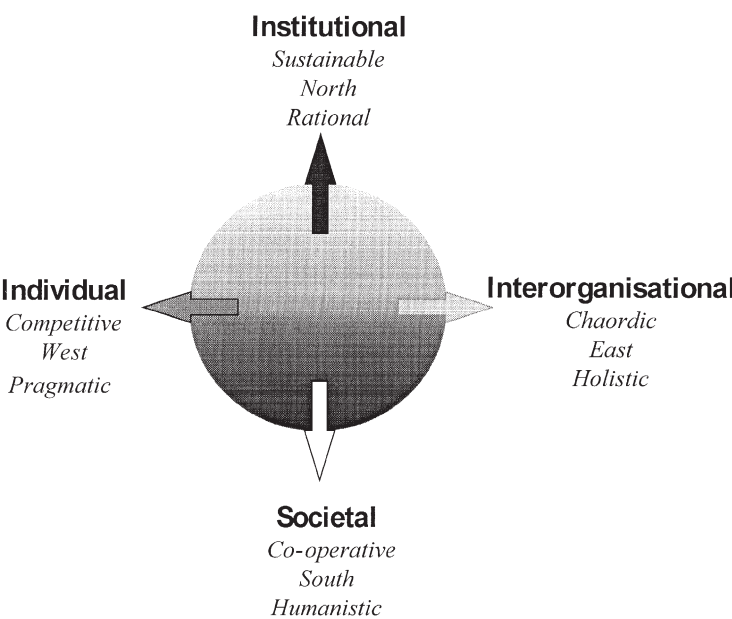 Institutional
Sustainable
North
Rational
Individual
Competitive
West
Pragmatic
Interorganisational
Chaordic
East
Holistic
Societal
Co-operative
South
Humanistic